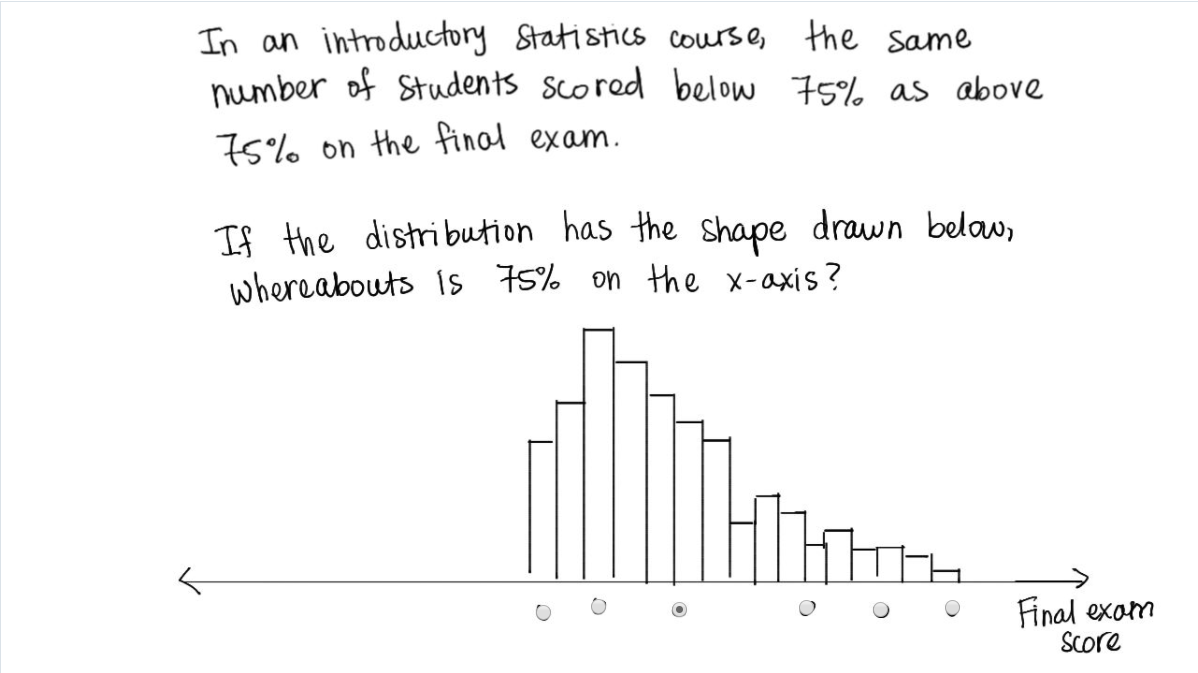 In an introductory Statistics course, the same
number of Students scored below 75% as above
75% on the final exam.
If the distribution has the shape drawn below,
whereabouts is 75% on the x-axis?
Final exam
score